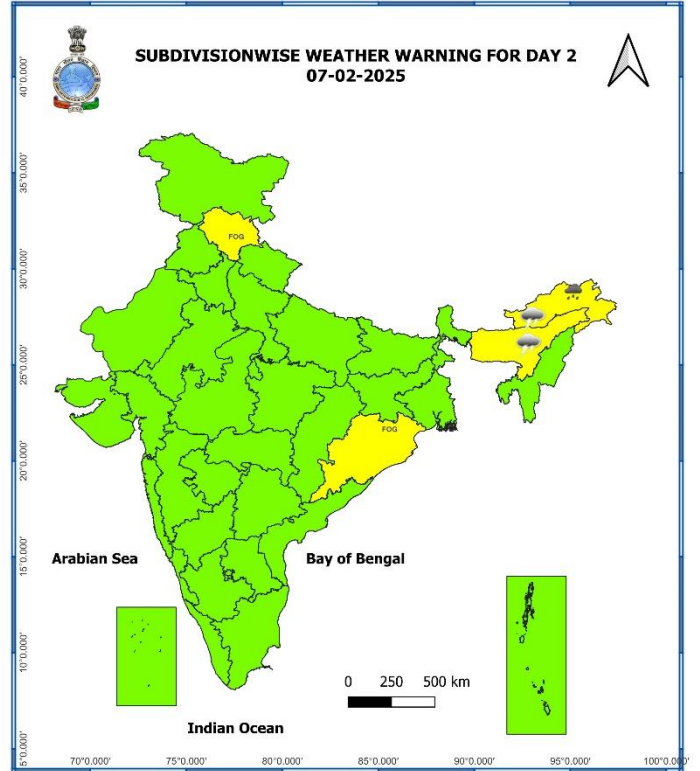 SUBDIVISIONWISE WEATHER WARNING FOR DAY 2
07-02-2025
40°0.000'
35°0.000'
30°0.000'
25°0.000'
20°0.000'
15°0.000'
10°0.000'
5°0.000'
FOG
FOG
Arabian Sea
Bay of Bengal
0 250 500 km
Indian Ocean
70°0.000' 75°0.000' 80°0.000' 85°0.000' 90°0.000' 95°0.000' 100°0.000'